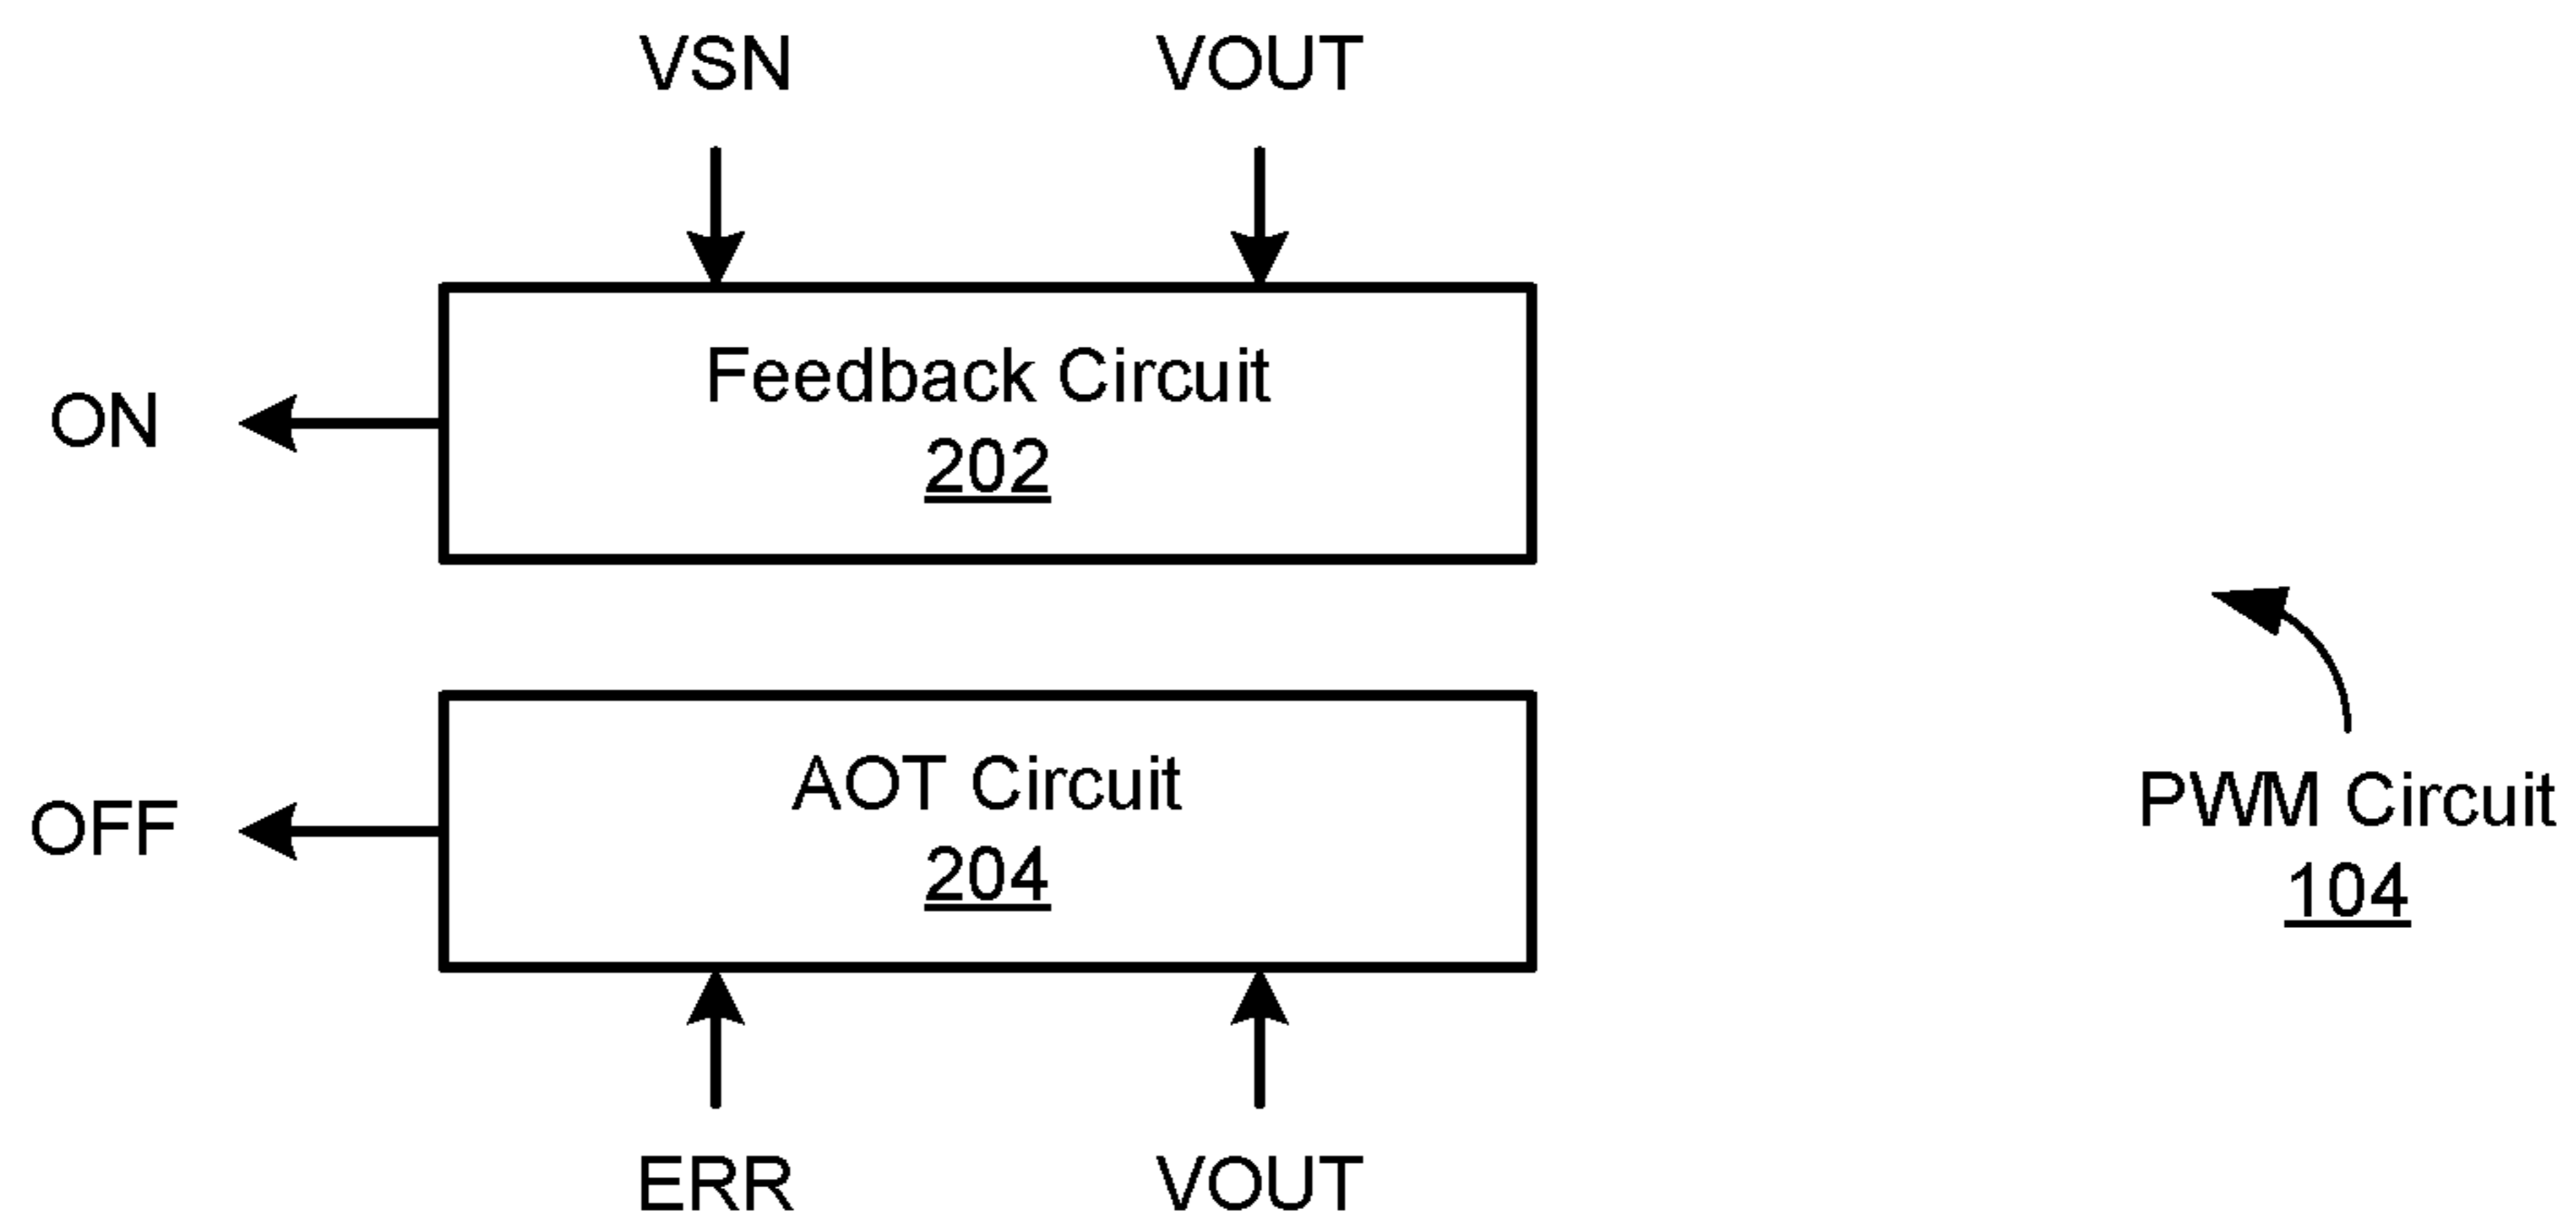 VSN
VOUT
Feedback Circuit
202
ON
AOT Circuit
204
OFF
PWM Circuit
104
ERR
VOUT